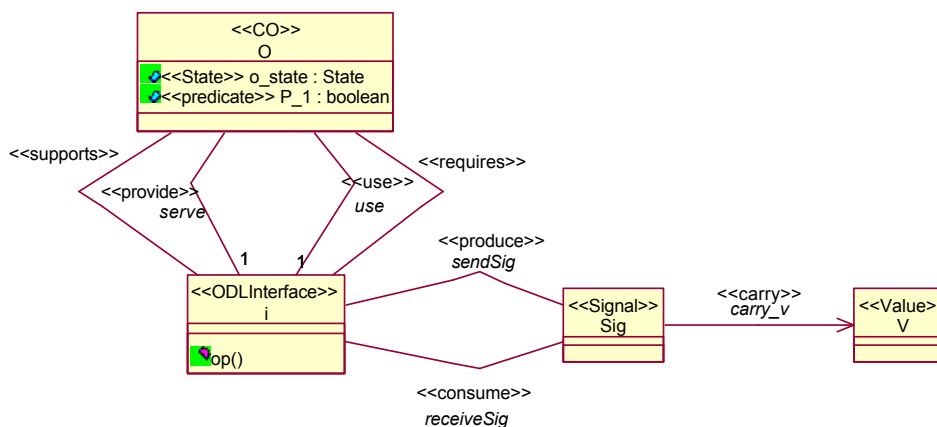 <<CO>>
O
<<State>> o_state : State
<<predicate>> P_1 : boolean
<<supports>>
<<requires>>
<<provide>>
serve
<<use>>
use
1
1
<<produce>>
sendSig
<<ODLInterface>>
i
op()
<<Signal>>
Sig
<<carry>>
carry_v
<<Value>>
V
<<consume>>
receiveSig